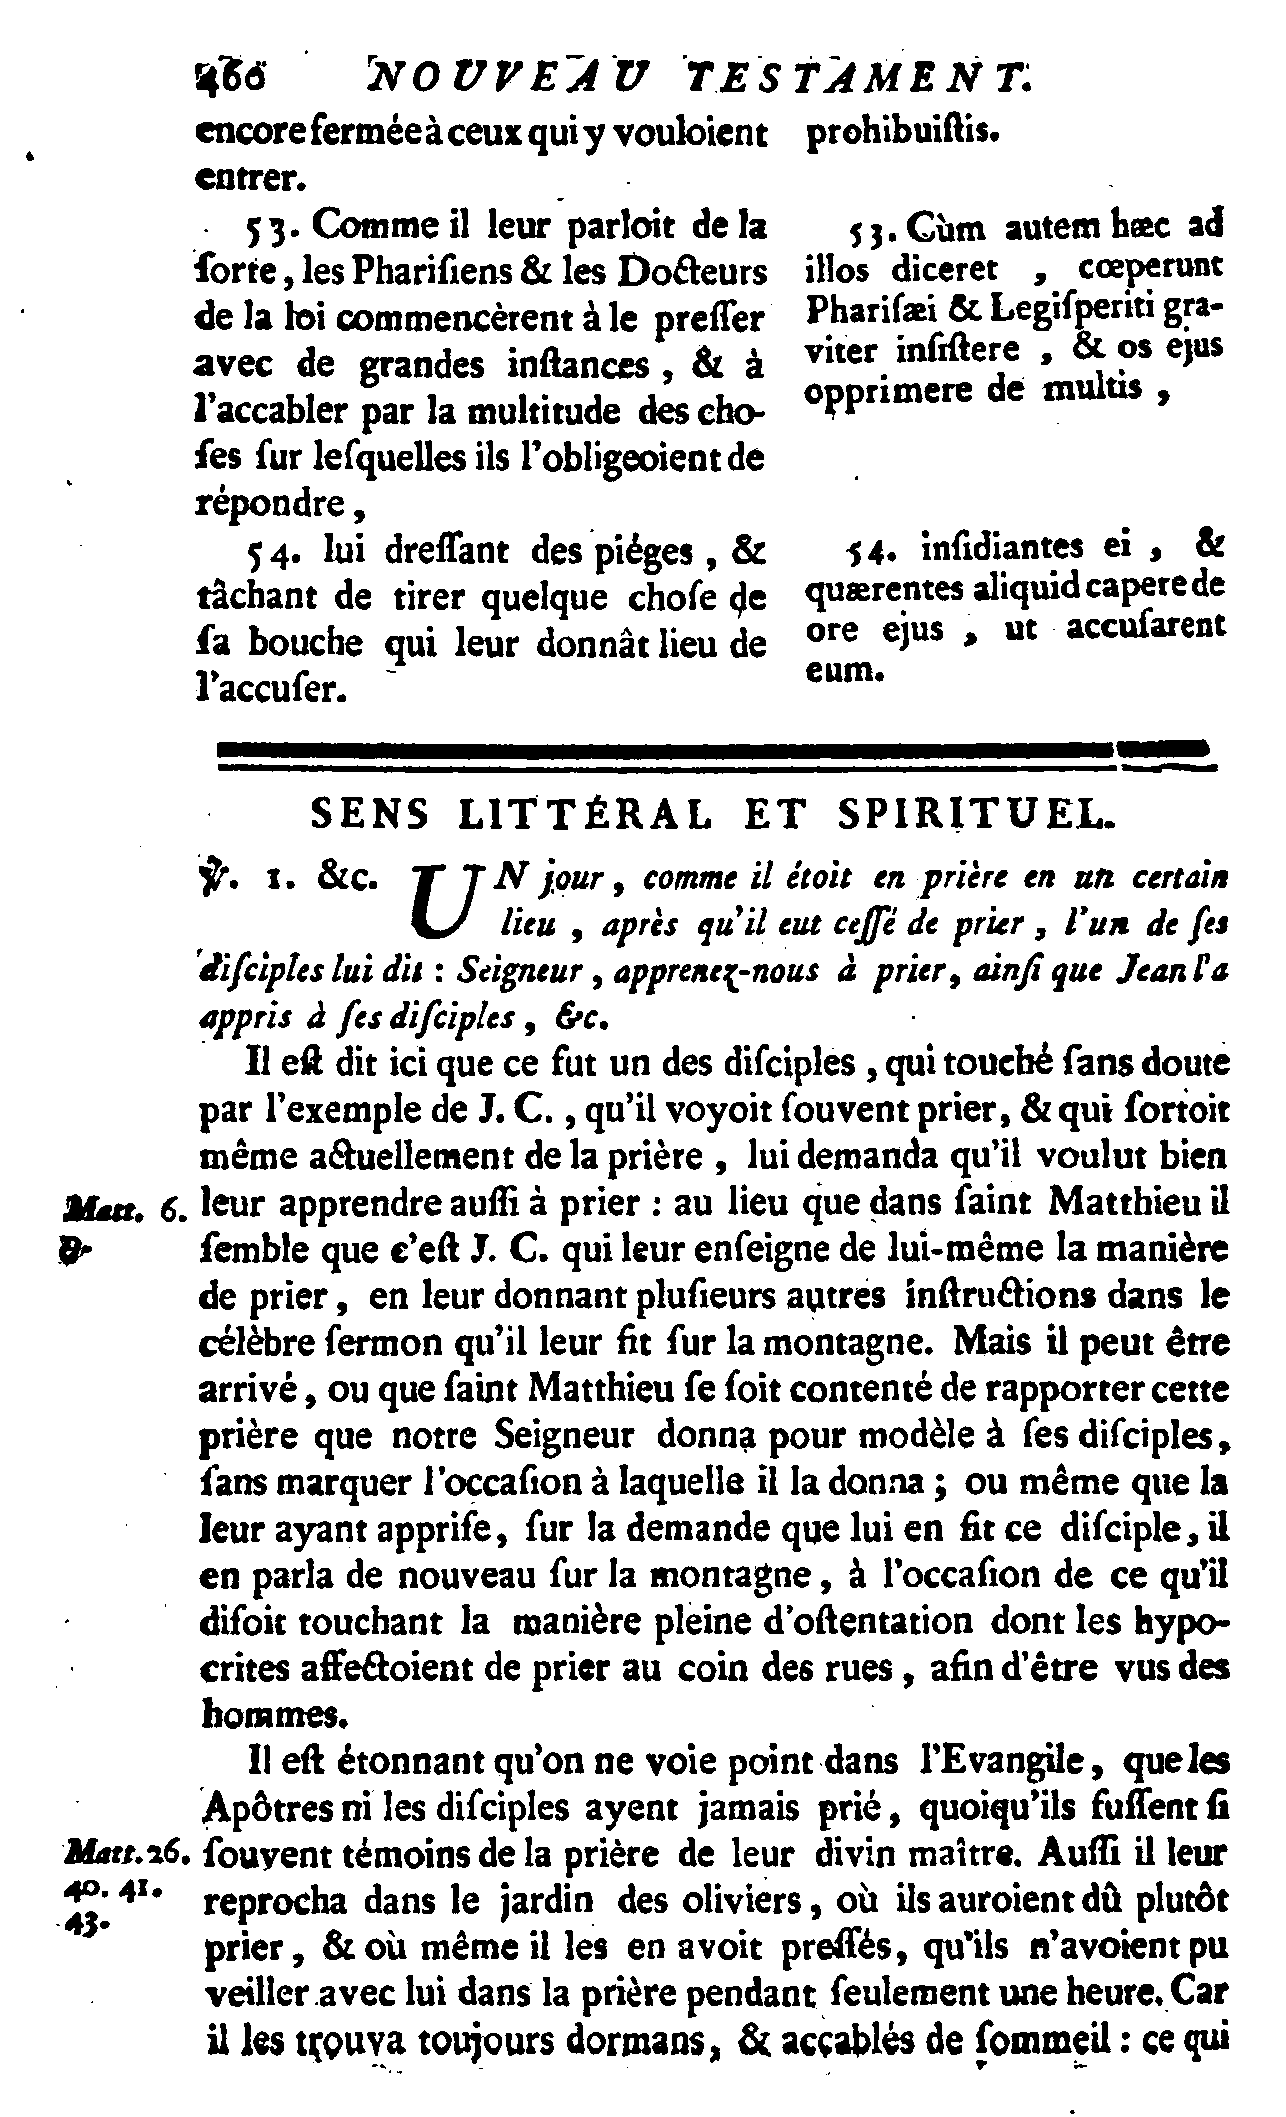 466 NOUVEAU TESTAMENT.
encore fermée à ceux qui y vouloient
entrer.
53. Comme il leur parloit de la
ſorte, les Phariſiens & les Docteurs
de la loi commencèrent à le preſſer
avec de grandes inſtances, & à
l'accabler par la multitude des cho-
ſes ſur leſquelles ils l'obligeoient de
répondre,
54. lui dreſſant des piéges, &
tâchant de tirer quelque choſe de
ſa bouche qui leur donnât lieu de
l'accuſer.
prohibuiſtis.
53. Cùm autem hæc ad
illos diceret, cœperunt
Phariſæi & Legiſperiti gra-
viter inſiſtere, & os ejus
opprimere de multis,
54. inſidiantes ei, &
quærentes aliquid capere de
ore ejus, ut accuſarent
eum.
SENS LITTÉRAL ET SPIRITUEL.
℣. 1. &c. UN jour, comme il étoit en prière en un certain
lieu, après qu'il eut ceſſé de prier, l'un de ſes
diſciples lui dit : Seigneur, apprenez-nous à prier, ainſi que Jean l'a
appris à ſes diſciples, &c.
Il eſt dit ici que ce fut un des diſciples, qui touché ſans doute
par l'exemple de J. C., qu'il voyoit ſouvent prier, & qui ſortoit
même actuellement de la prière, lui demanda qu'il voulut bien
Matt. 6. leur apprendre auſſi à prier : au lieu que dans ſaint Matthieu il
9. ſemble que c'eſt J. C. qui leur enſeigne de lui-même la manière
de prier, en leur donnant pluſieurs autres inſtructions dans le
célèbre ſermon qu'il leur fit ſur la montagne. Mais il peut être
arrivé, ou que ſaint Matthieu ſe ſoit contenté de rapporter cette
prière que notre Seigneur donna pour modèle à ſes diſciples,
ſans marquer l'occaſion à laquelle il la donna ; ou même que la
leur ayant appriſe, ſur la demande que lui en fit ce diſciple, il
en parla de nouveau ſur la montagne, à l'occaſion de ce qu'il
diſoit touchant la manière pleine d'oſtentation dont les hypo-
crites affectoient de prier au coin des rues, afin d'être vus des
hommes.
Il eſt étonnant qu'on ne voie point dans l'Evangile, que les
Apôtres ni les diſciples ayent jamais prié, quoiqu'ils fuſſent ſi
Matt. 26. ſouvent témoins de la prière de leur divin maître. Auſſi il leur
40. 41. reprocha dans le jardin des oliviers, où ils auroient dû plutôt
43. prier, & où même il les en avoit preſſés, qu'ils n'avoient pu
veiller avec lui dans la prière pendant ſeulement une heure. Car
il les trouva toujours dormans, & accablés de ſommeil : ce qui